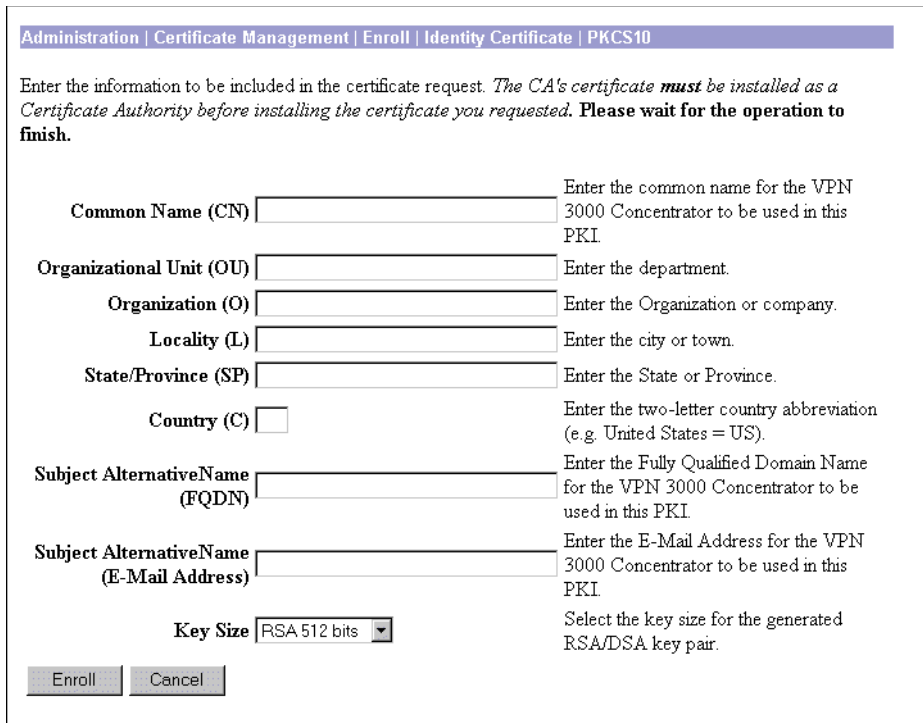 Administration | Certificate Management | Enroll | Identity Certificate | PKCS10
Enter the information to be included in the certificate request. The CA's certificate must be installed as a
Certificate Authority before installing the certificate you requested. Please wait for the operation to
finish.
Common Name (CN)
Enter the common name for the VPN
3000 Concentrator to be used in this
PKI.
Organizational Unit (OU)
Enter the department.
Organization (O)
Enter the Organization or company.
Locality (L)
Enter the city or town.
State/Province (SP)
Enter the State or Province.
Country (C)
Enter the two-letter country abbreviation
(e.g. United States = US).
Subject AlternativeName
(FQDN)
Enter the Fully Qualified Domain Name
for the VPN 3000 Concentrator to be
used in this PKI.
Subject AlternativeName
(E-Mail Address)
Enter the E-Mail Address for the VPN
3000 Concentrator to be used in this
PKI.
Key Size
RSA 512 bits
Select the key size for the generated
RSA/DSA key pair.
Enroll
Cancel